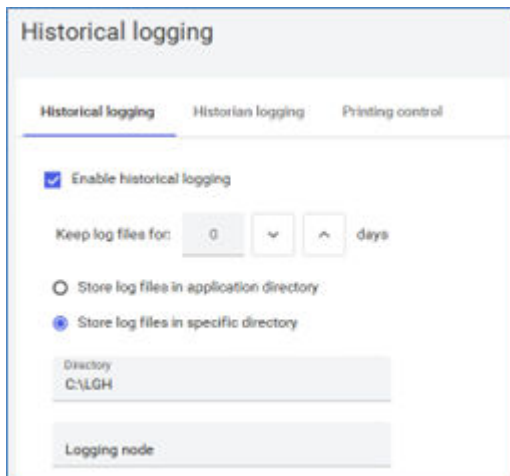 Historical logging
Historical logging Historian logging Printing control
Enable historical logging
Keep log files for: 0 days
Store log files in application directory
Store log files in specific directory
Directory
C:\LGH
Logging node